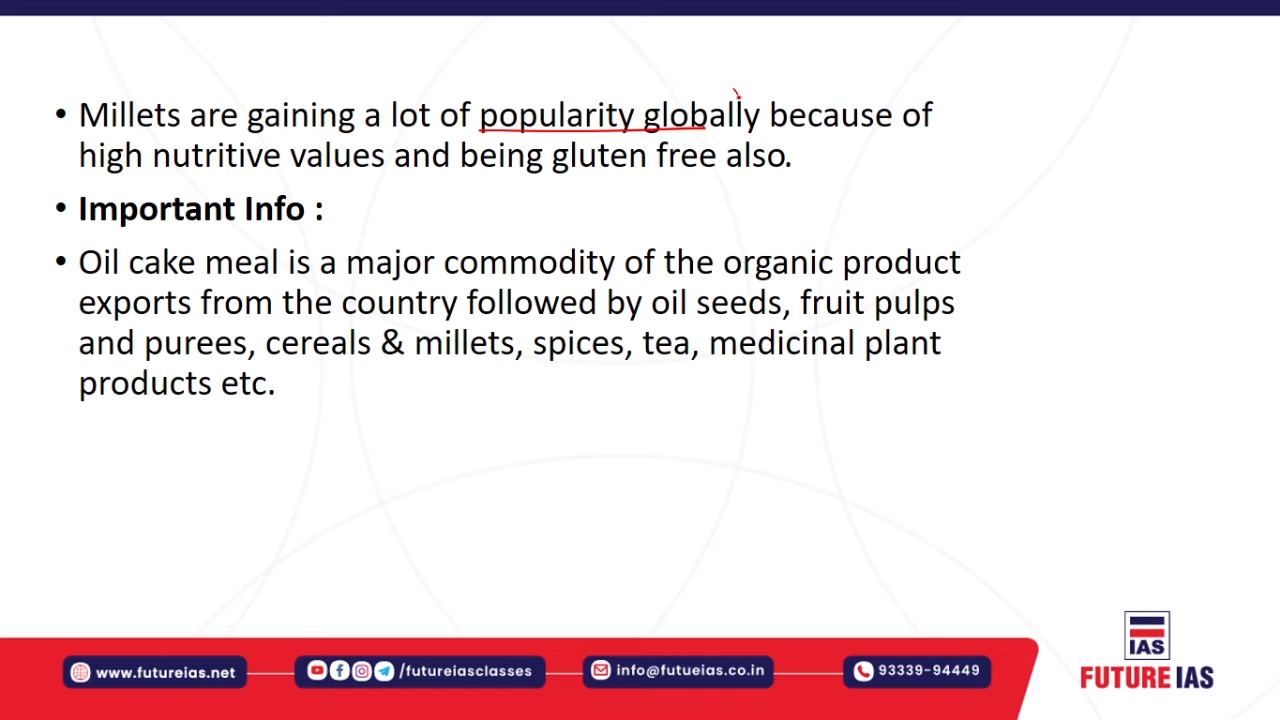 • Millets are gaining a lot of popularity globally because of
high nutritive values and being gluten free also.
• Important Info :
• Oil cake meal is a major commodity of the organic product
exports from the country followed by oil seeds, fruit pulps
and purees, cereals & millets, spices, tea, medicinal plant
products etc.
IAS
FUTURE IAS
www.futureias.net
/futureiasclasses
info@futueias.co.in
93339-94449